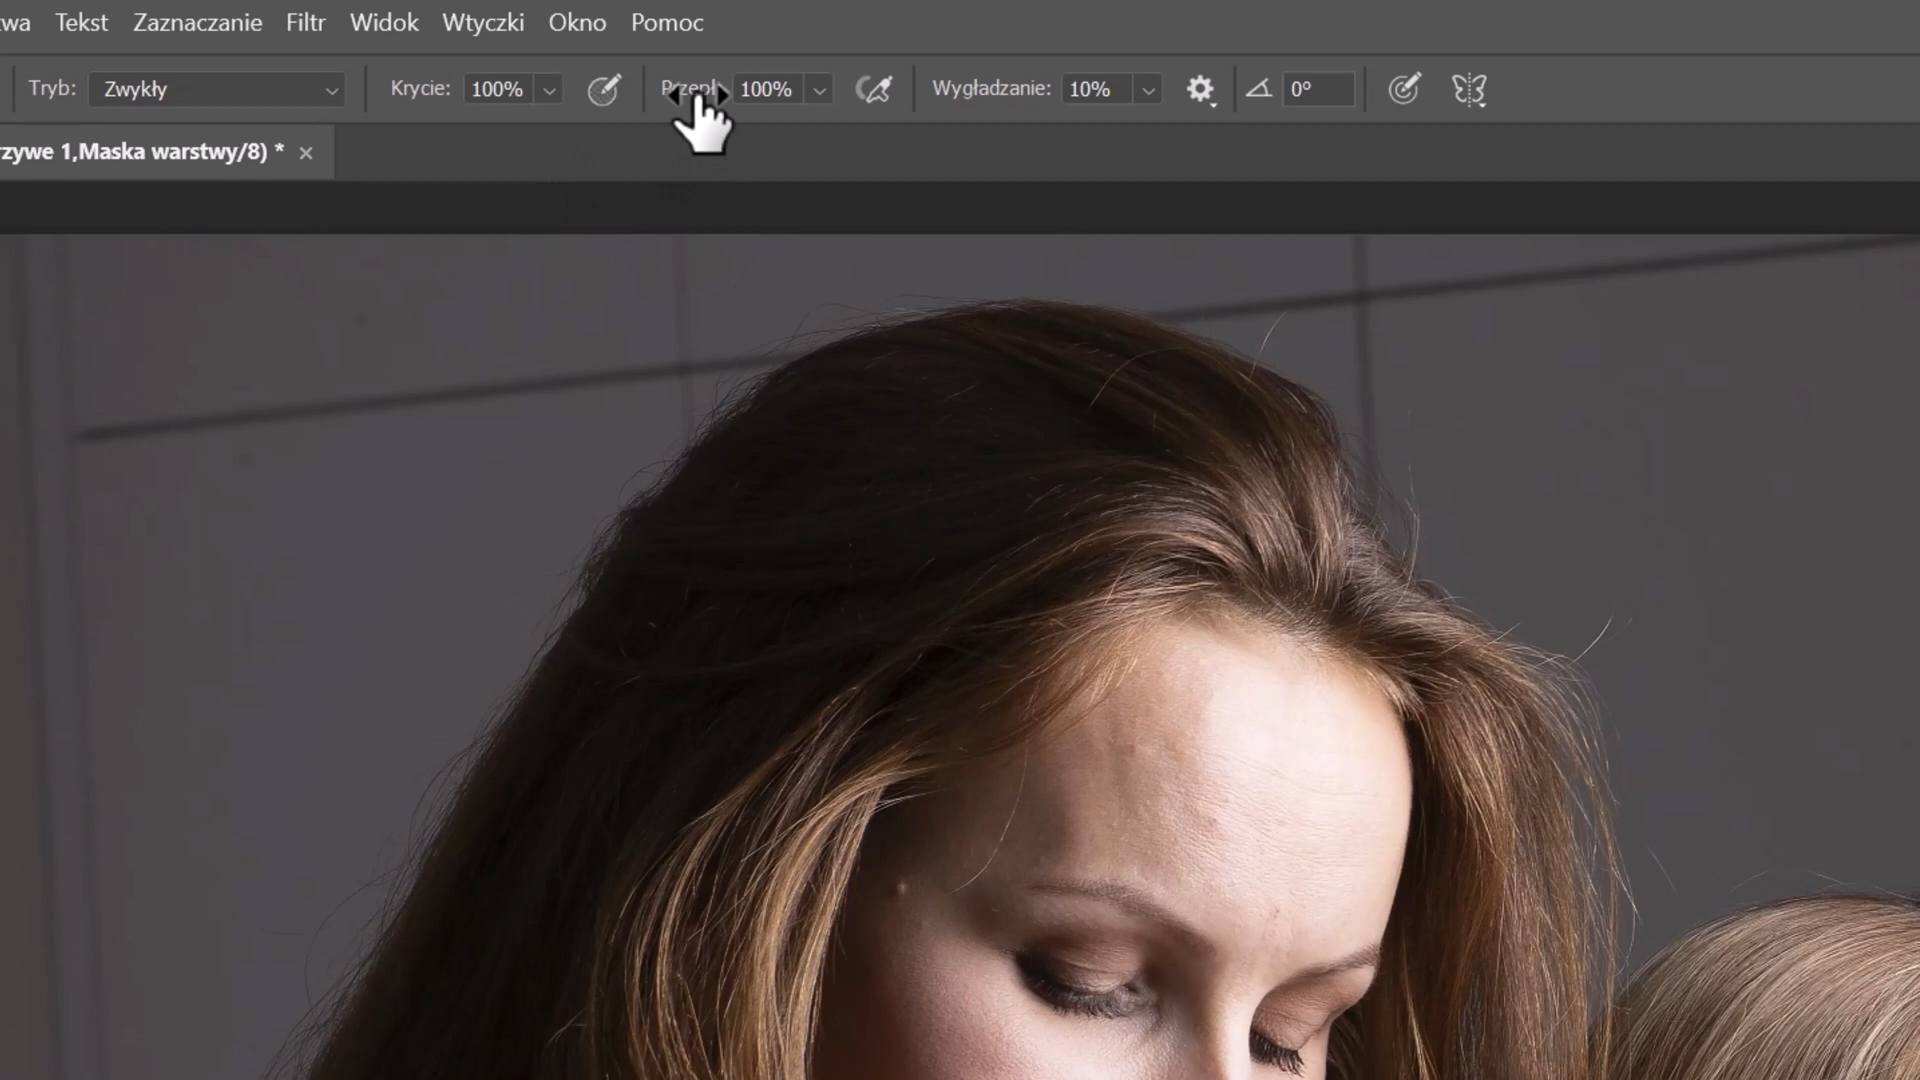 wa Tekst Zaznaczanie Filtr Widok Wtyczki Okno Pomoc
Tryb: Zwykły Krycie: 100% Przepł 100% Wygładzanie: 10% 0°
rzywe 1,Maska warstwy/8) * ×